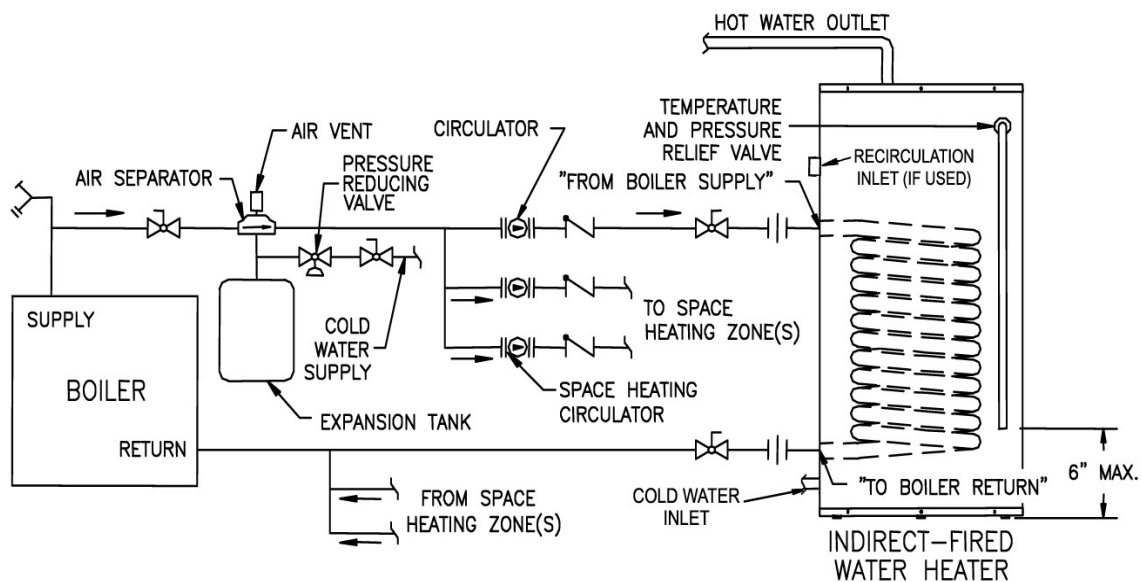 HOT WATER OUTLET
AIR VENT
CIRCULATOR
TEMPERATURE
AND PRESSURE
RELIEF VALVE
PRESSURE
REDUCING
VALVE
AIR SEPARATOR
"FROM BOILER SUPPLY"
RECIRCULATION
INLET (IF USED)
SUPPLY
BOILER
RETURN
COLD
WATER
SUPPLY
TO SPACE
HEATING ZONE(S)
SPACE HEATING
CIRCULATOR
EXPANSION TANK
FROM SPACE
HEATING ZONE(S)
COLD WATER
INLET
"TO BOILER RETURN"
6" MAX.
INDIRECT-FIRED
WATER HEATER